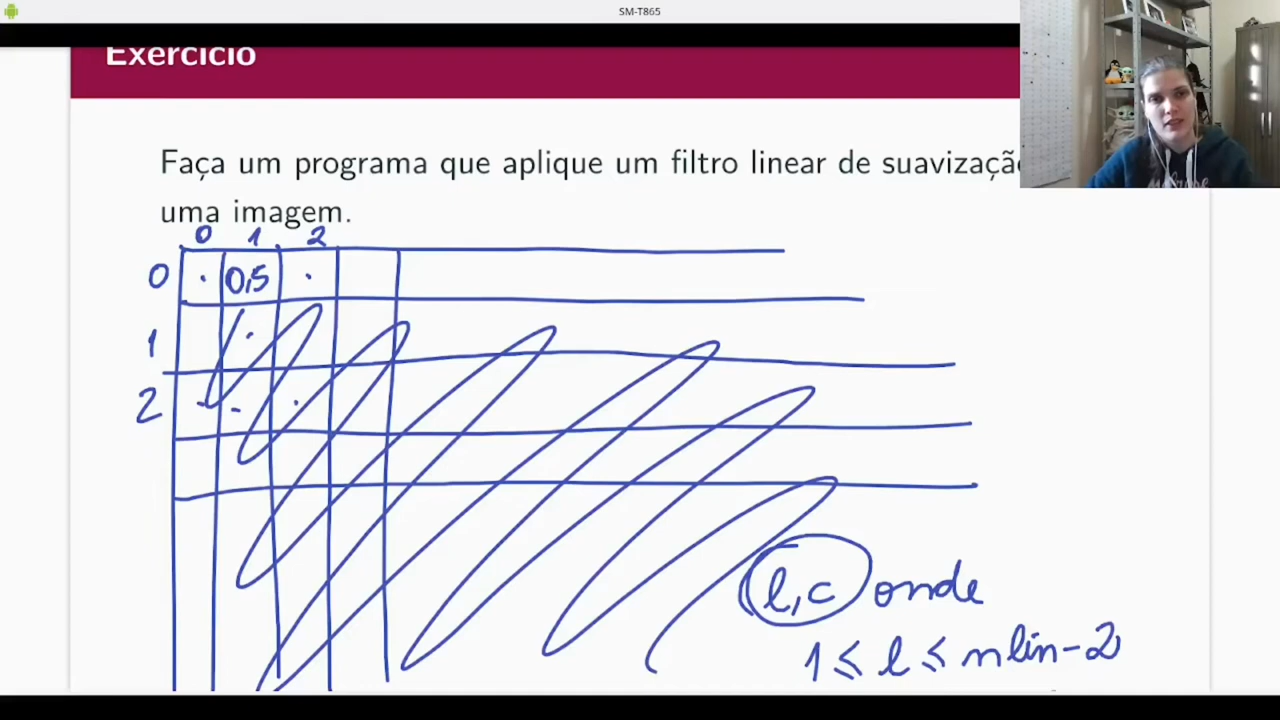 SM-T865
Exercício
Faça um programa que aplique um filtro linear de suavização
uma imagem.
0 1 2
0 0,5
1
2
l,c onde
1 ≤ l ≤ nlin-2